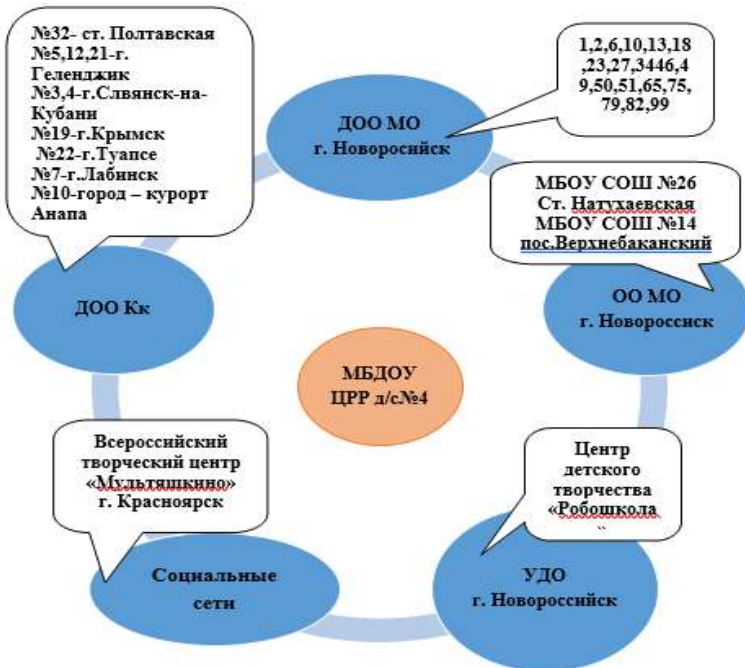 №32- ст. Полтавская
№5,12,21-г.
Геленджик
№3,4-г.Слвянск-на-
Кубани
№19-г.Крымск
№22-г.Туапсе
№7-г.Лабинск
№10-город – курорт
Анапа
1,2,6,10,13,18
,23,27,3446,4
9,50,51,65,75,
79,82,99
ДОО МО
г. Новоросийск
МБОУ СОШ №26
Ст. Натухаевская
МБОУ СОШ №14
пос.Верхнебаканский
ДОО Кк
ОО МО
г. Новороссиск
МБДОУ
ЦРР д/с№4
Всероссийский
творческий центр
«Мультяшкино»
г. Красноярск
Центр
детского
творчества
«Робошкола
»
Социальные
сети
УДО
г. Новороссийск